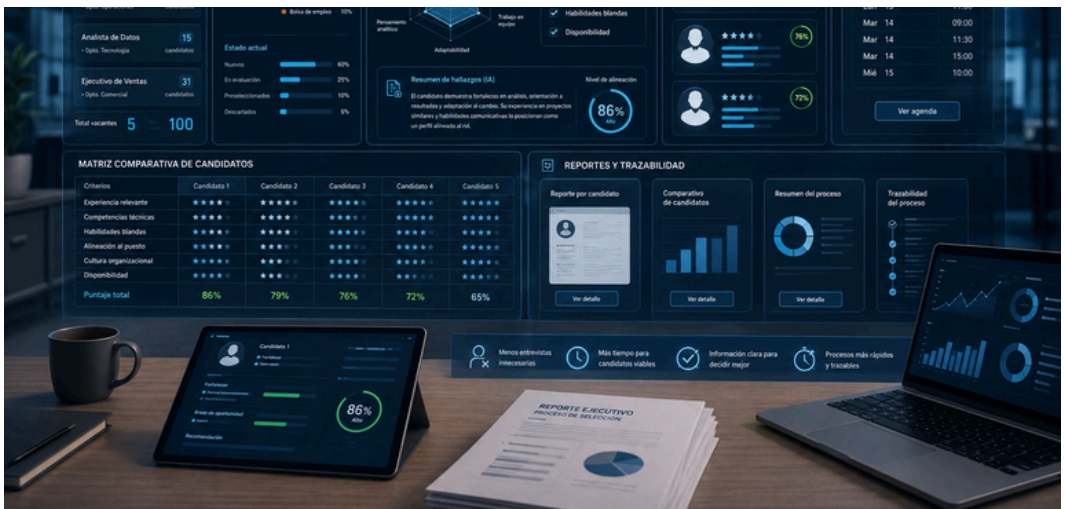 Analista de Datos
• Dpto. Tecnología
15
candidatos
Ejecutivo de Ventas
• Dpto. Comercial
31
candidatos
Total vacantes 5 100
Bolsa de empleo 10%
Estado actual
Nuevos 60%
En evaluación 25%
Preseleccionados 10%
Descartados 5%
Pensamiento
analítico
Trabajo en
equipo
Adaptabilidad
Habilidades blandas
Disponibilidad
Resumen de hallazgos (IA)
El candidato demuestra fortalezas en análisis, orientación a
resultados y adaptación al cambio. Su experiencia en proyectos
similares y habilidades comunicativas lo posicionan como
un perfil alineado al rol.
Nivel de alineación
86%
Alto
76%
72%
Mar 14 09:00
Mar 14 11:30
Mar 14 15:00
Mié 15 10:00
Ver agenda
MATRIZ COMPARATIVA DE CANDIDATOS
Criterios Candidato 1 Candidato 2 Candidato 3 Candidato 4 Candidato 5
Experiencia relevante
Competencias técnicas
Habilidades blandas
Alineación al puesto
Cultura organizacional
Disponibilidad
Puntaje total 86% 79% 76% 72% 65%
REPORTES Y TRAZABILIDAD
Reporte por candidato
Ver detalle
Comparativo
de candidatos
Ver detalle
Resumen del proceso
Ver detalle
Trazabilidad
del proceso
Menos entrevistas
innecesarias
Más tiempo para
candidatos viables
Información clara para
decidir mejor
Procesos más rápidos
y trazables
Candidato 1
Fortalezas
Fortalezas
Áreas de oportunidad
Recomendación
86%
Alto
REPORTE EJECUTIVO
PROCESO DE SELECCIÓN